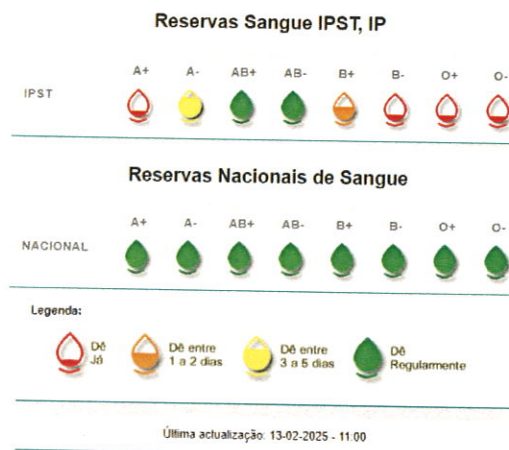 Reservas Sangue IPST, IP
A+ A- AB+ AB- B+ B- O+ O-
IPST
Reservas Nacionais de Sangue
A+ A- AB+ AB- B+ B- O+ O-
NACIONAL
Legenda:
Dê Já
Dê entre 1 a 2 dias
Dê entre 3 a 5 dias
Dê Regularmente
Última actualização: 13-02-2025 - 11:00